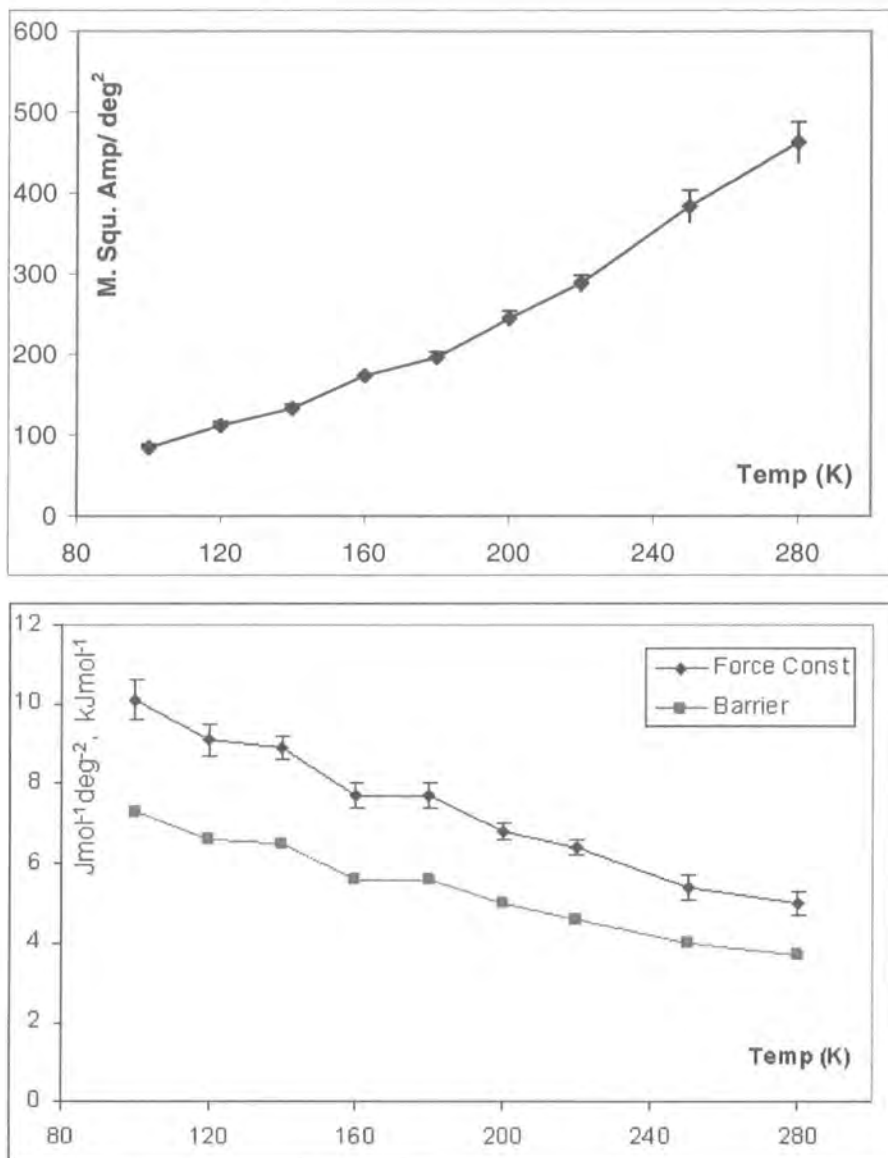 600
500
400
300
200
100
0
M. Squ. Amp/ deg²
Temp (K)
80 120 160 200 240 280
12
10
8
6
4
2
0
Jmol⁻¹deg⁻², kJmol⁻¹
Force Const
Barrier
Temp (K)
80 120 160 200 240 280